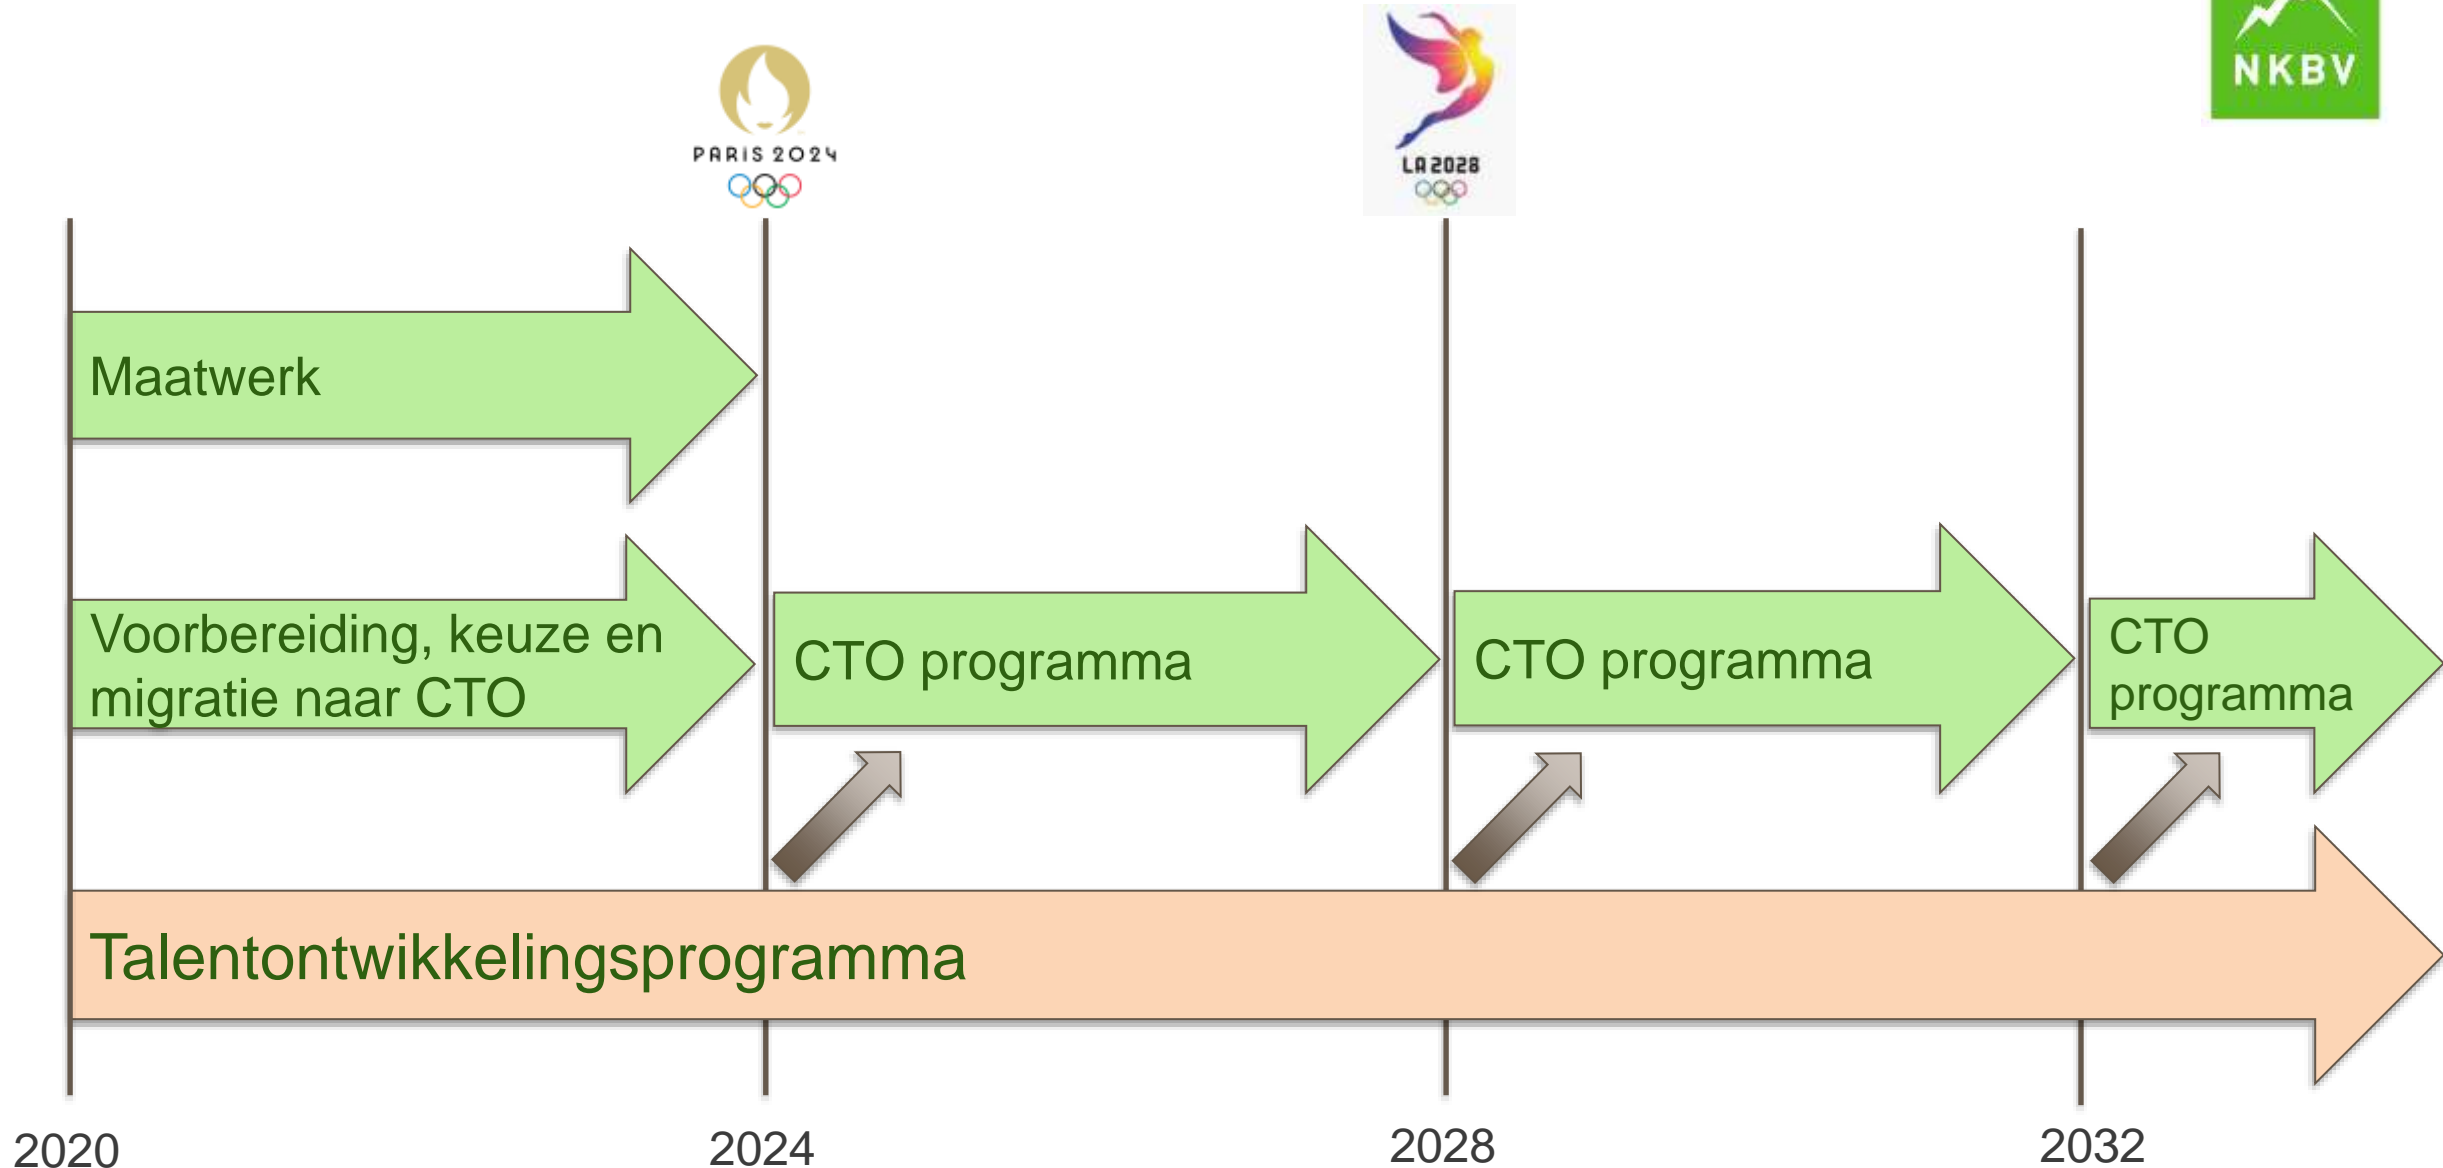 NKBV
PARIS 2024
LA 2028
Maatwerk
Voorbereiding, keuze en
migratie naar CTO
CTO programma
CTO programma
CTO
programma
Talentontwikkelingsprogramma
2020
2024
2028
2032